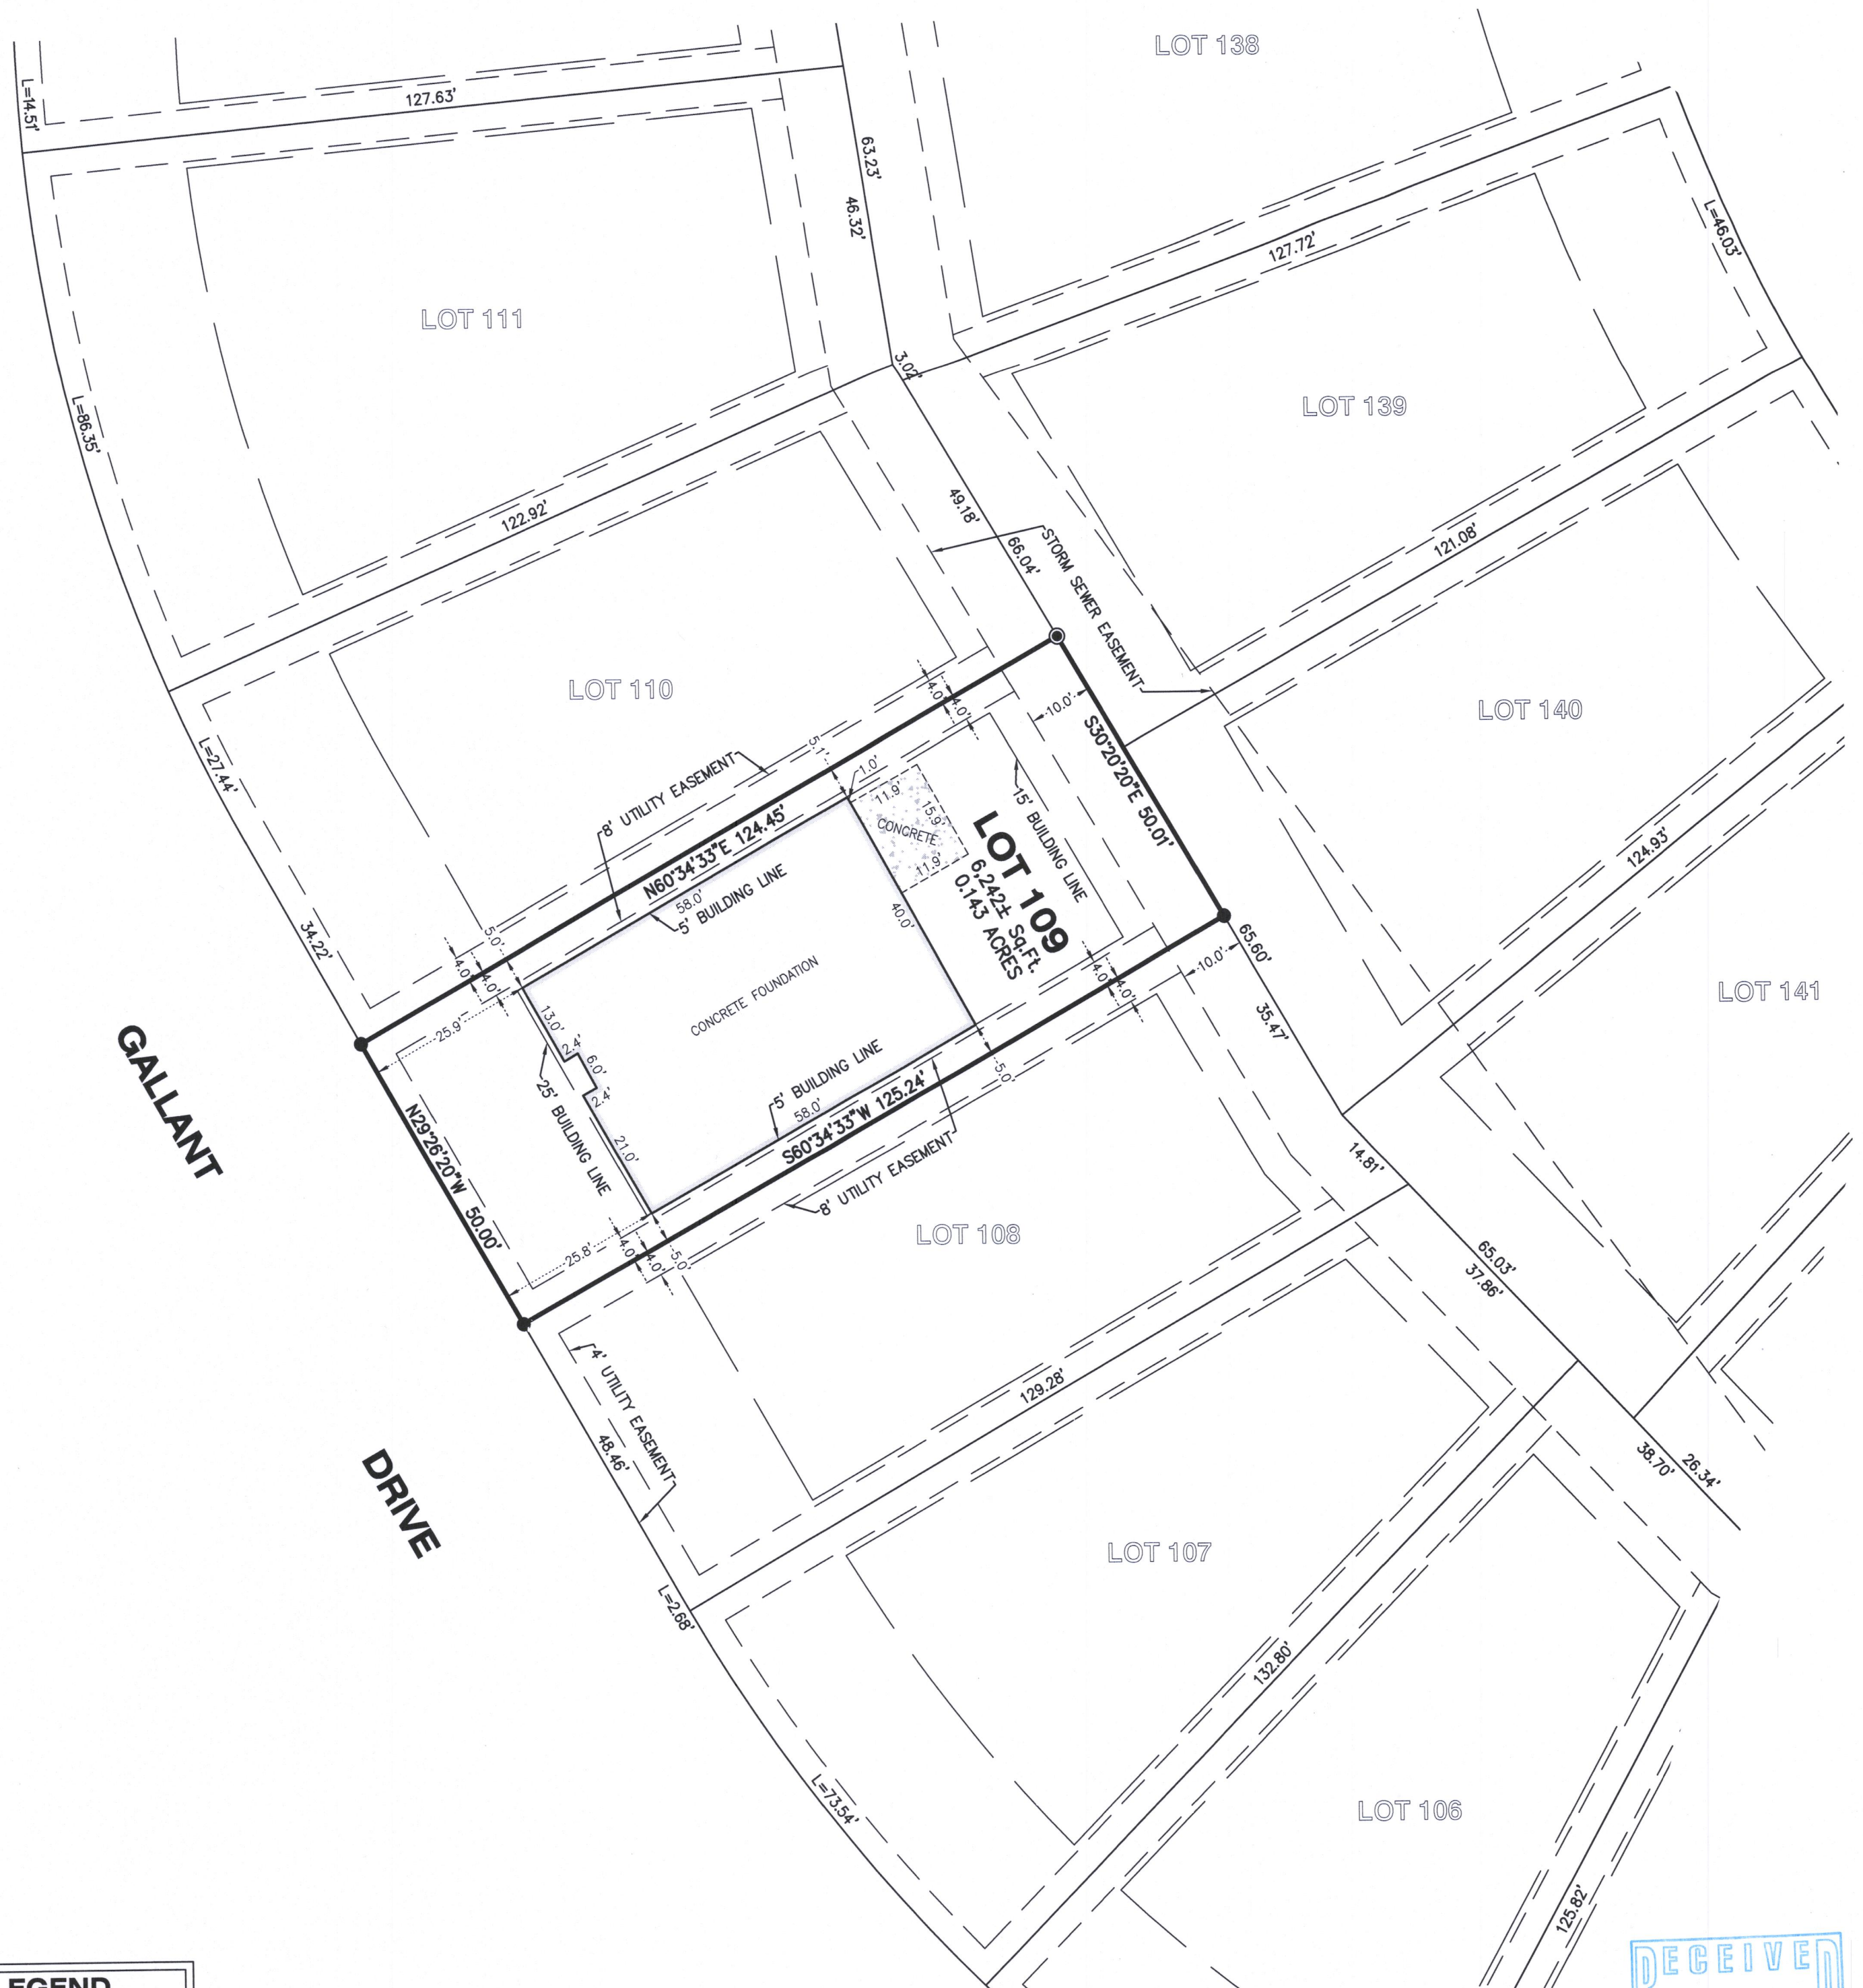 LOT 138
L=14.51'
127.63'
63.23'
46.32'
127.72'
L=46.03'
LOT 111
3.02'
LOT 139
L=86.35'
122.92'
49.18'
66.04'
STORM SEWER EASEMENT
121.08'
LOT 110
4.0'
4.0'
10.0'
S30°20'20"E 50.01'
LOT 140
L=27.44'
8' UTILITY EASEMENT
8' UTILITY EASEMENT
5.1'
1.0'
11.9'
15.9'
CONCRETE
11.9'
15' BUILDING LINE
N60°34'33"E 124.45'
58.0'
5' BUILDING LINE
40.0'
LOT 109
6,242± Sq.Ft.
0.143 ACRES
124.93'
34.22'
5.0'
4.0'
4.0'
CONCRETE FOUNDATION
4.0'
4.0'
10.0'
65.60'
35.47'
LOT 141
GALLANT
25.9'
13.0'
2.4'
6.0'
2.4'
21.0'
25' BUILDING LINE
5' BUILDING LINE
58.0'
S60°34'33"W 125.24'
5.0'
8' UTILITY EASEMENT
N29°26'20"W 50.00'
25.8'
4.0'
4.0'
5.0'
LOT 108
14.81'
65.03'
37.86'
4' UTILITY EASEMENT
48.46'
129.28'
DRIVE
38.70'
26.34'
LOT 107
L=2.68'
132.80'
L=73.54'
LOT 106
125.82'